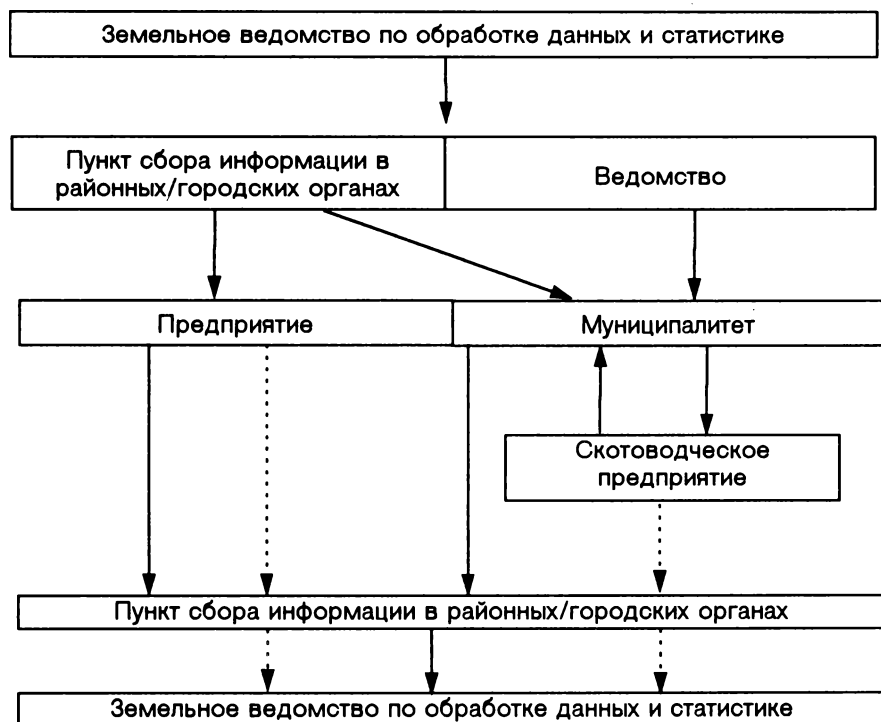 Земельное ведомство по обработке данных и статистике
Пункт сбора информации в
районных/городских органах
Ведомство
Предприятие
Муниципалитет
Скотоводческое
предприятие
Пункт сбора информации в районных/городских органах
Земельное ведомство по обработке данных и статистике